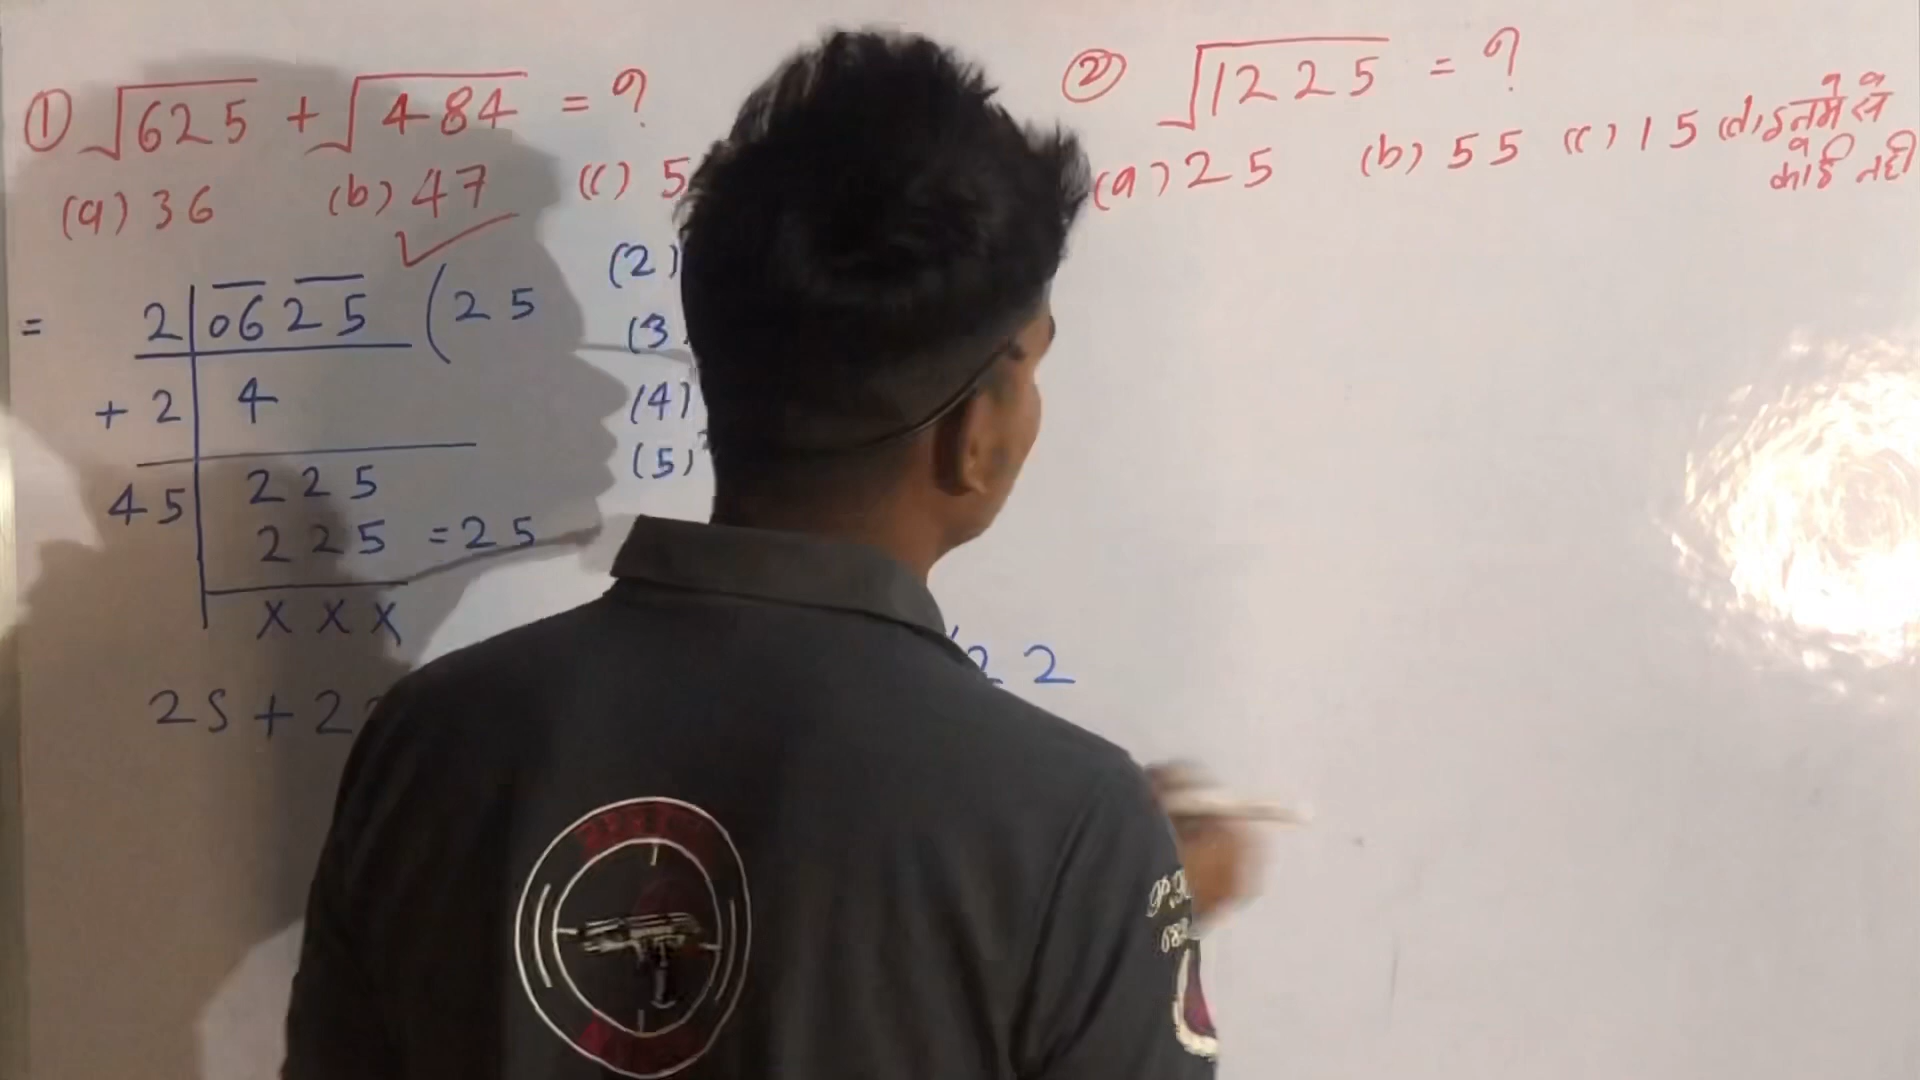 ① √625 + √484 = ?
(a) 36 (b) 47 (c) 5
= 2 | 06 25 ( 25
+ 2 | 4
45 | 225
225 = 25
x x x
25 + 2
(2)
(3
(4)
(5)
22
② √1225 = ?
(a) 25 (b) 55 (c) 15 (d) इनमे से
कोई नही